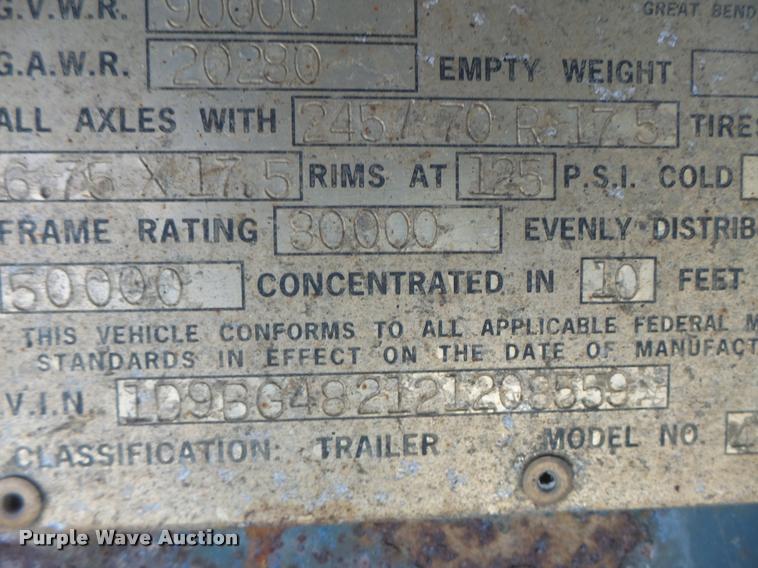 G.V.W.R. 90000 GREAT BEND
G.A.W.R. 20280 EMPTY WEIGHT
ALL AXLES WITH 245/70 R 17.5 TIRES
6.75 X 17.5 RIMS AT 125 P.S.I. COLD
FRAME RATING 80000 EVENLY DISTRIB
50000 CONCENTRATED IN 10 FEET
THIS VEHICLE CONFORMS TO ALL APPLICABLE FEDERAL M
STANDARDS IN EFFECT ON THE DATE OF MANUFACT
V.I.N.
CLASSIFICATION: TRAILER MODEL NO. 4
Purple Wave Auction